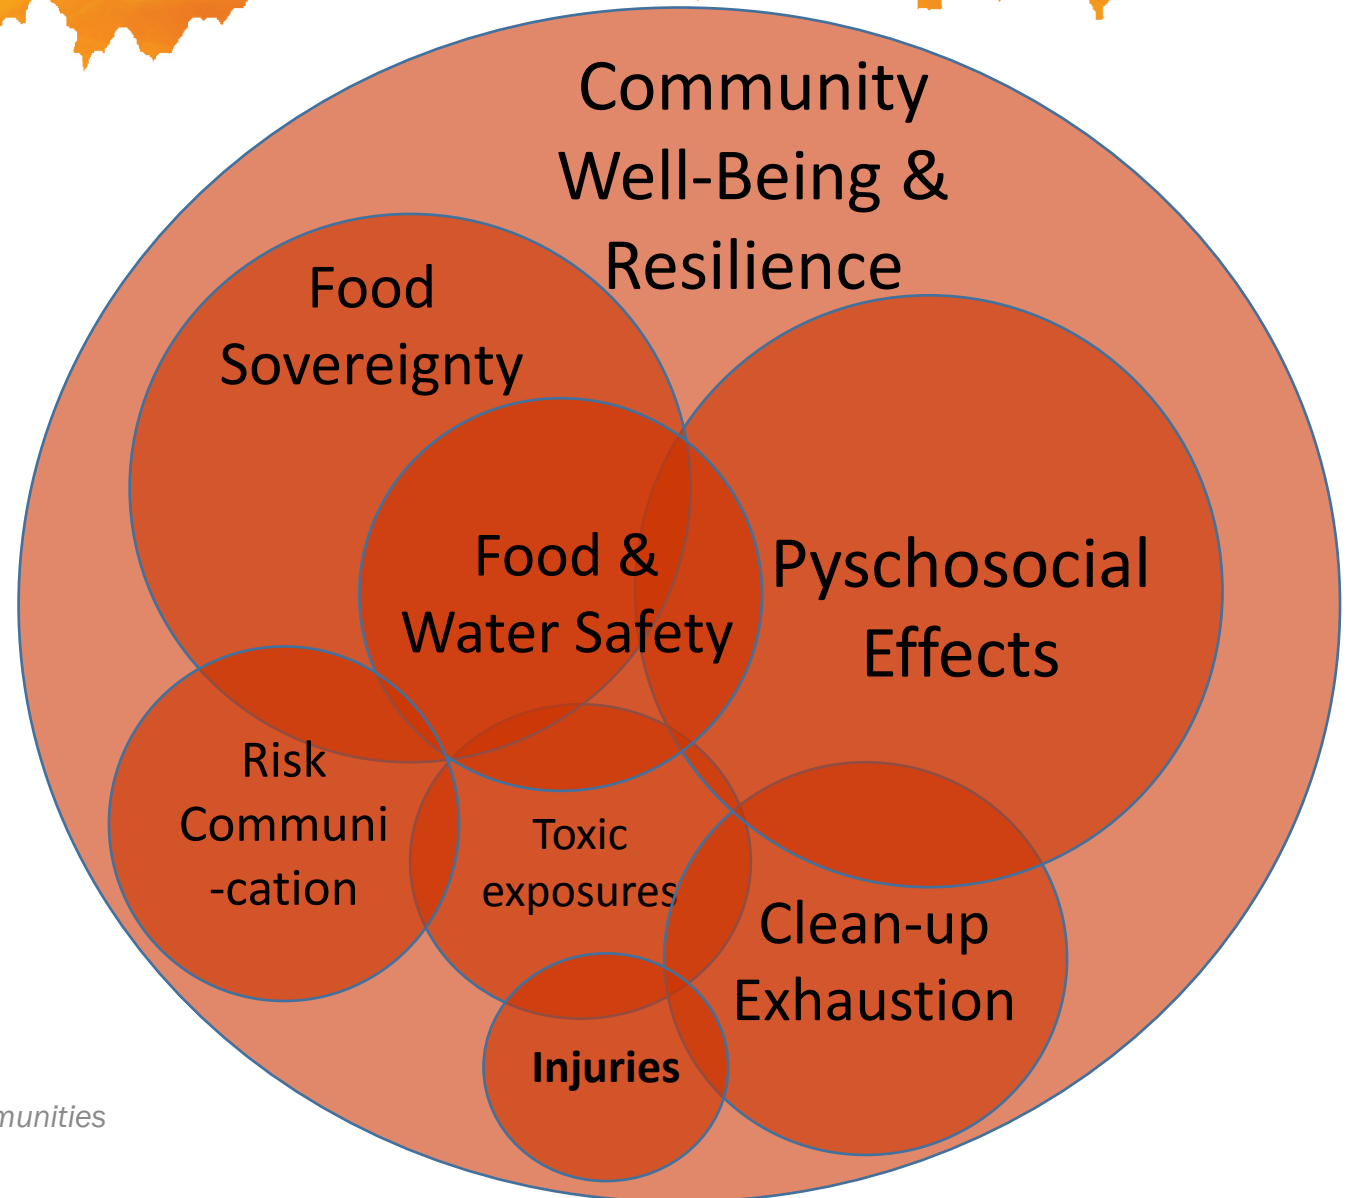 Community
Well-Being &
Resilience
Food
Sovereignty
Food &
Water Safety
Pyschosocial
Effects
Risk
Communi
-cation
Toxic
exposures
Clean-up
Exhaustion
Injuries
munities